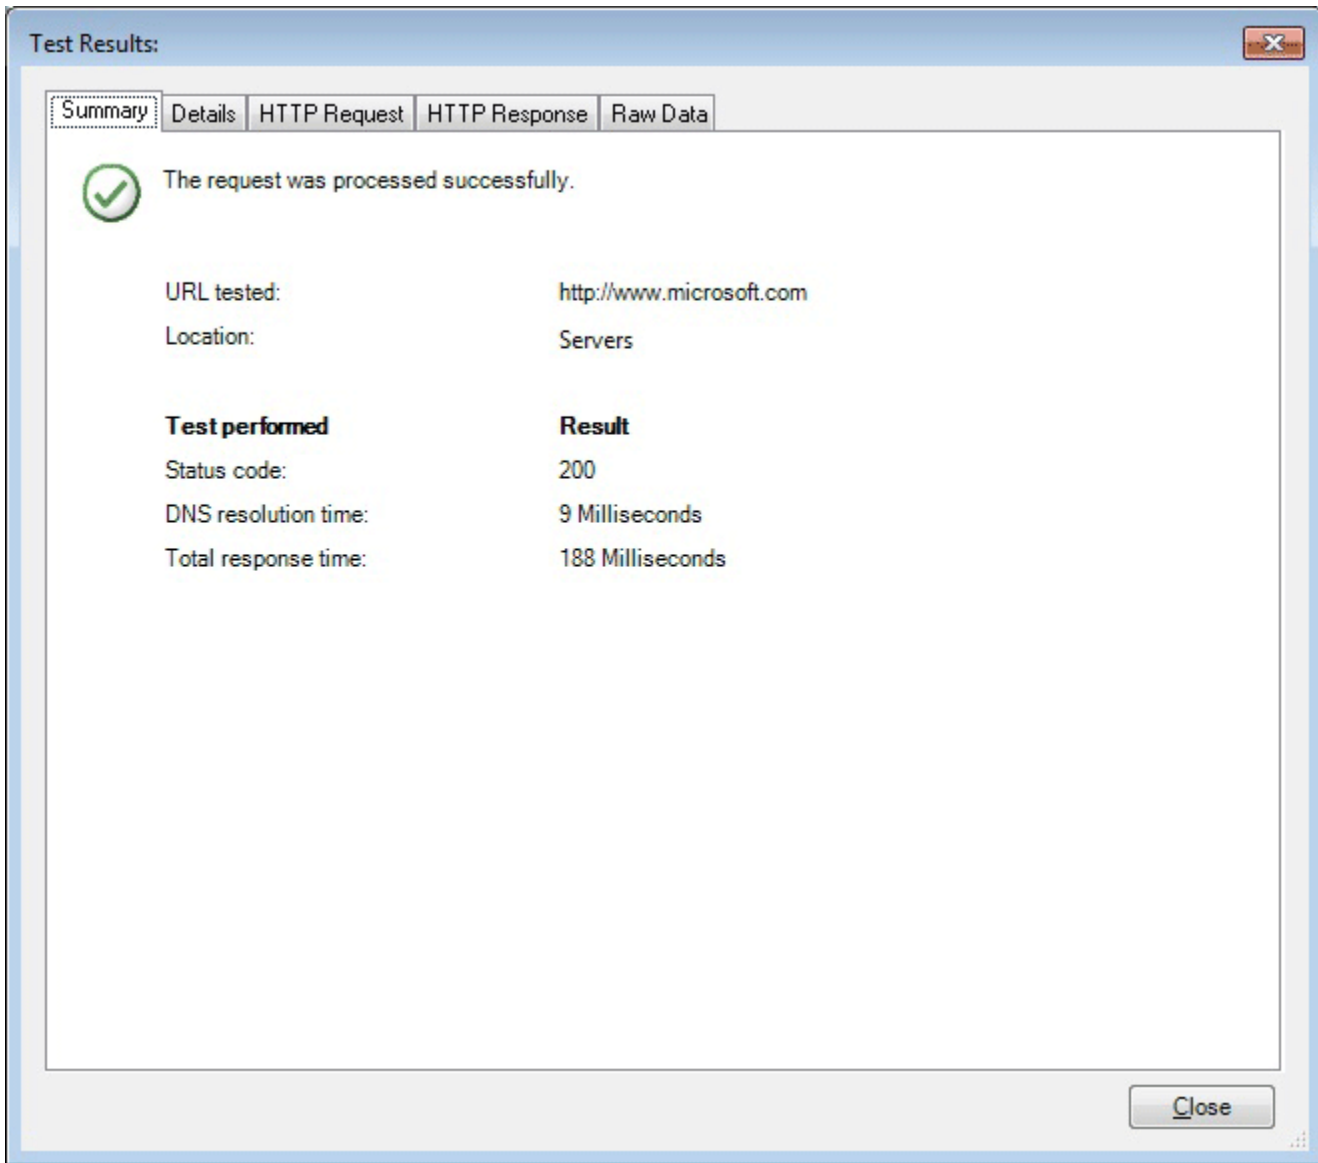 Test Results:
Summary Details HTTP Request HTTP Response Raw Data
The request was processed successfully.
URL tested: http://www.microsoft.com
Location: Servers
Test performed Result
Status code: 200
DNS resolution time: 9 Milliseconds
Total response time: 188 Milliseconds
Close